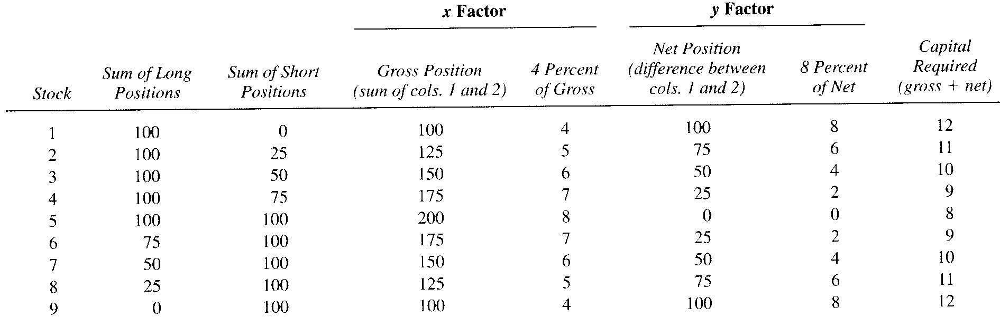 x Factor y Factor
Net Position Capital
Sum of Long Sum of Short Gross Position 4 Percent (difference between 8 Percent Required
Stock Positions Positions (sum of cols. 1 and 2) of Gross cols. 1 and 2) of Net (gross + net)
1 100 0 100 4 100 8 12
2 100 25 125 5 75 6 11
3 100 50 150 6 50 4 10
4 100 75 175 7 25 2 9
5 100 100 200 8 0 0 8
6 75 100 175 7 25 2 9
7 50 100 150 6 50 4 10
8 25 100 125 5 75 6 11
9 0 100 100 4 100 8 12